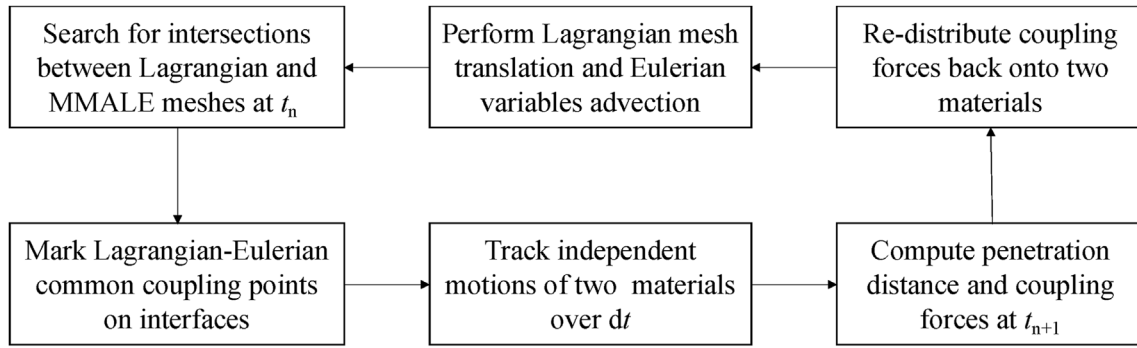 Search for intersections
between Lagrangian and
MMALE meshes at tn
Perform Lagrangian mesh
translation and Eulerian
variables advection
Re-distribute coupling
forces back onto two
materials
Mark Lagrangian-Eulerian
common coupling points
on interfaces
Track independent
motions of two materials
over dt
Compute penetration
distance and coupling
forces at tn+1